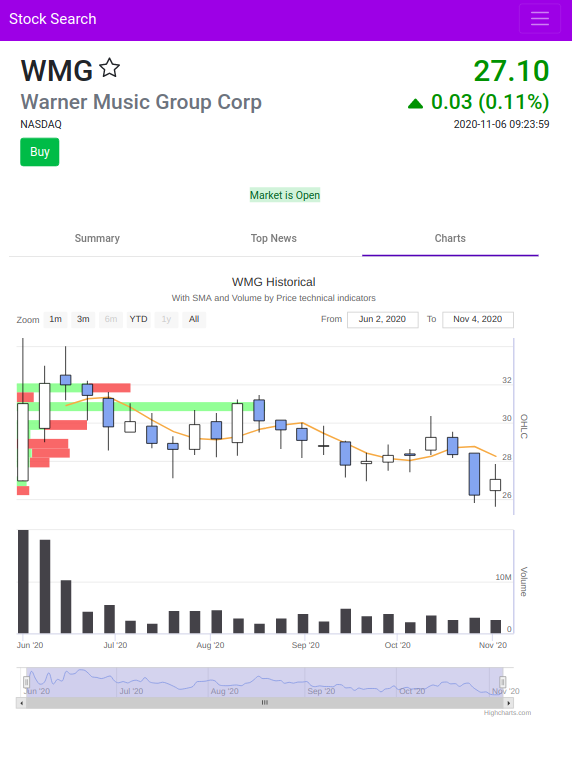 Stock Search
WMG 27.10
Warner Music Group Corp 0.03 (0.11%)
NASDAQ 2020-11-06 09:23:59
Buy
Market is Open
Summary Top News Charts
WMG Historical
With SMA and Volume by Price technical indicators
Zoom 1m 3m 6m YTD 1y All From Jun 2, 2020 To Nov 4, 2020
32
30
OHLC
28
26
10M
Volume
0
Jun '20 Jul '20 Aug '20 Sep '20 Oct '20 Nov '20
Jun '20 Jul '20 Aug '20 Sep '20 Oct '20 Nov '20
Highcharts.com